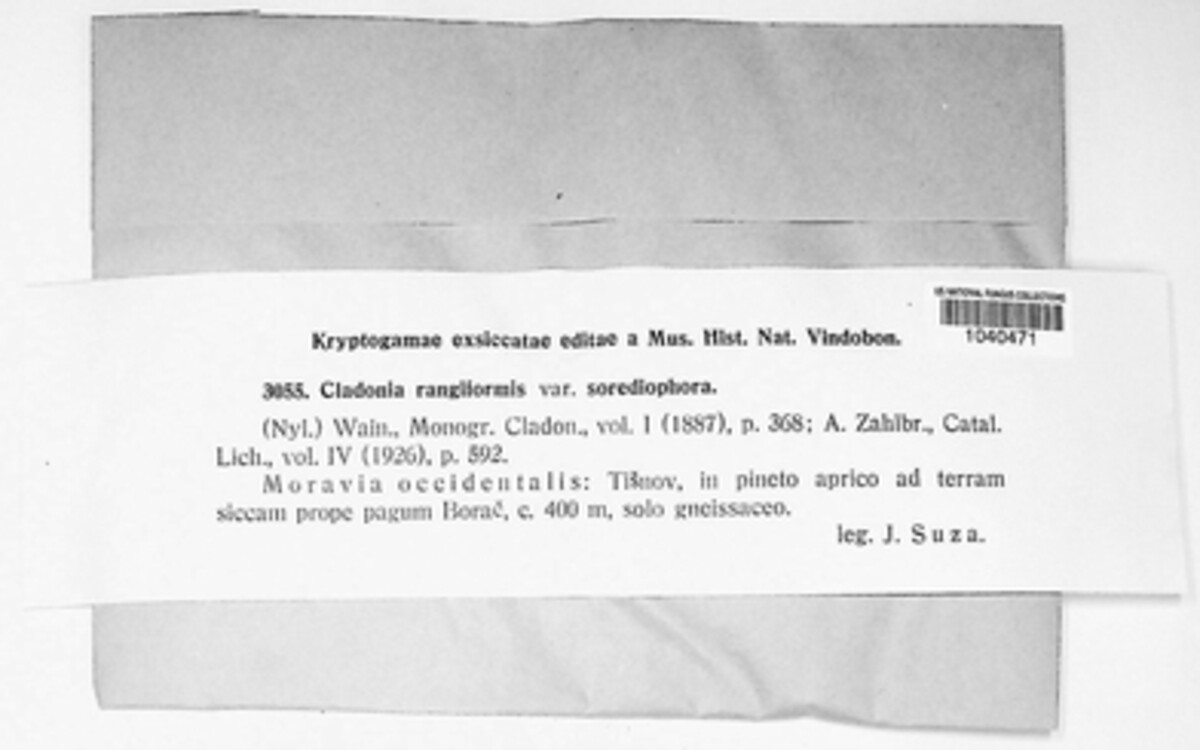 US NATIONAL FUNGUS COLLECTIONS
1040471
Kryptogamae exsiccatae editae a Mus. Hist. Nat. Vindobon.
3055. Cladonia rangiformis var. sorediophora.
(Nyl.) Wain., Monogr. Cladon., vol. I (1887), p. 368; A. Zahlbr., Catal.
Lich., vol. IV (1926), p. 592.
Moravia occidentalis: Tišnov, in pineto aprico ad terram
siccam prope pagum Borač, c. 400 m, solo gneissaceo.
leg. J. Suza.